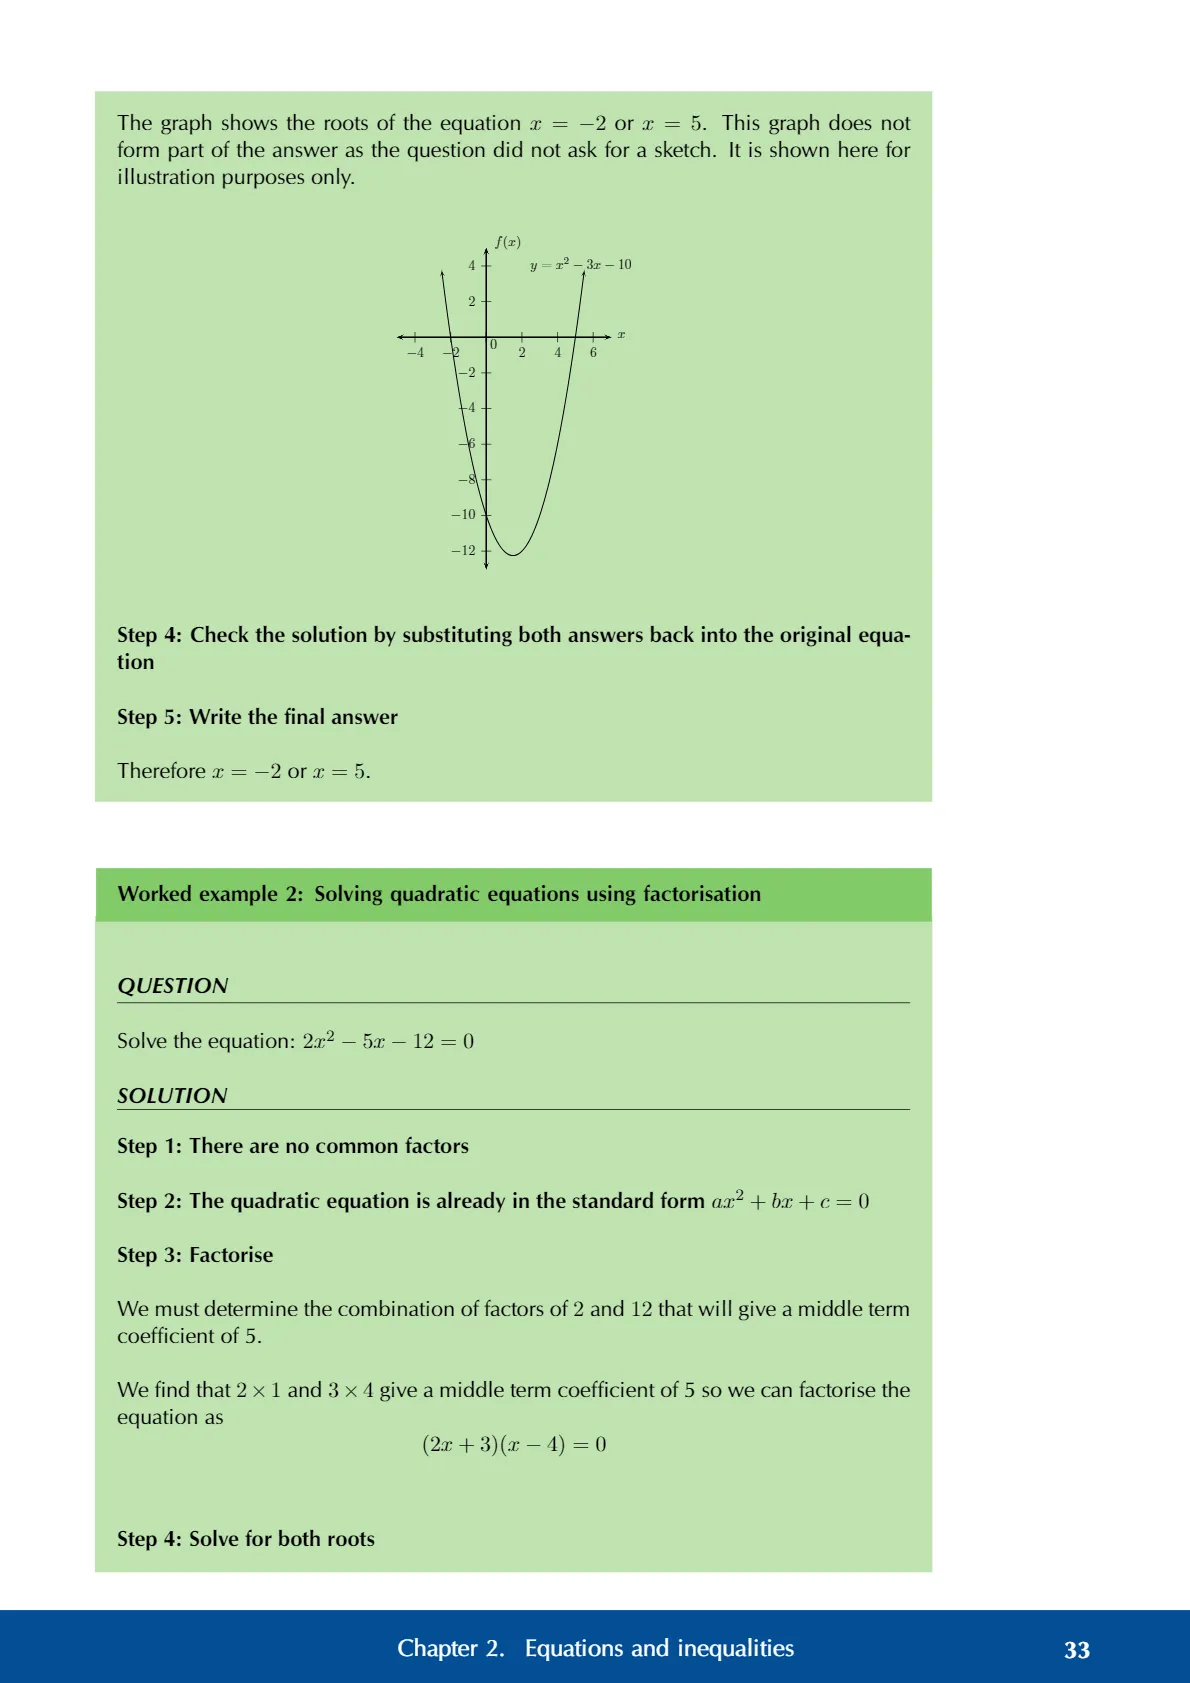 The graph shows the roots of the equation x = −2 or x = 5. This graph does not
form part of the answer as the question did not ask for a sketch. It is shown here for
illustration purposes only.
f(x)
y = x² − 3x − 10
4
2
x
0
−4 −2 2 4 6
−2
−4
−6
−8
−10
−12
Step 4: Check the solution by substituting both answers back into the original equa-
tion
Step 5: Write the final answer
Therefore x = −2 or x = 5.
Worked example 2: Solving quadratic equations using factorisation
QUESTION
Solve the equation: 2x² − 5x − 12 = 0
SOLUTION
Step 1: There are no common factors
Step 2: The quadratic equation is already in the standard form ax² + bx + c = 0
Step 3: Factorise
We must determine the combination of factors of 2 and 12 that will give a middle term
coefficient of 5.
We find that 2 × 1 and 3 × 4 give a middle term coefficient of 5 so we can factorise the
equation as
(2x + 3)(x − 4) = 0
Step 4: Solve for both roots
Chapter 2. Equations and inequalities 33